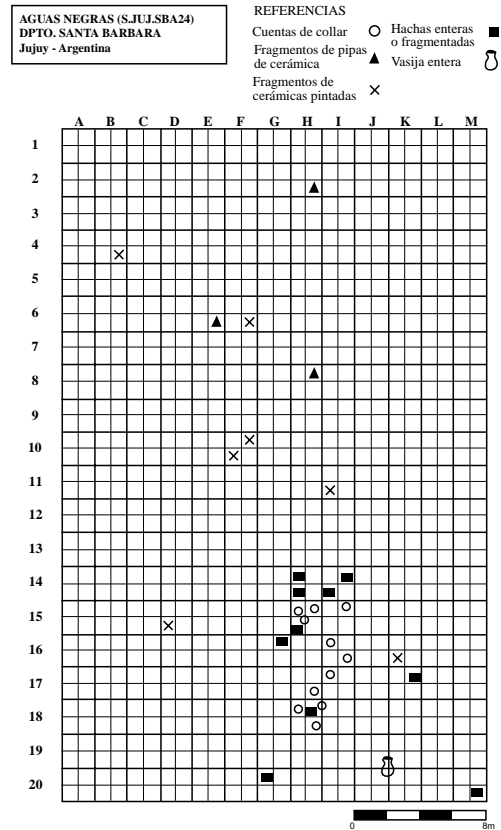 AGUAS NEGRAS (S.JUJ.SBA24)
DPTO. SANTA BARBARA
Jujuy - Argentina
REFERENCIAS
Cuentas de collar
Hachas enteras
o fragmentadas
Fragmentos de pipas
de cerámica
Vasija entera
Fragmentos de
cerámicas pintadas
A B C D E F G H I J K L M
1
2
3
4
5
6
7
8
9
10
11
12
13
14
15
16
17
18
19
20
0 8m